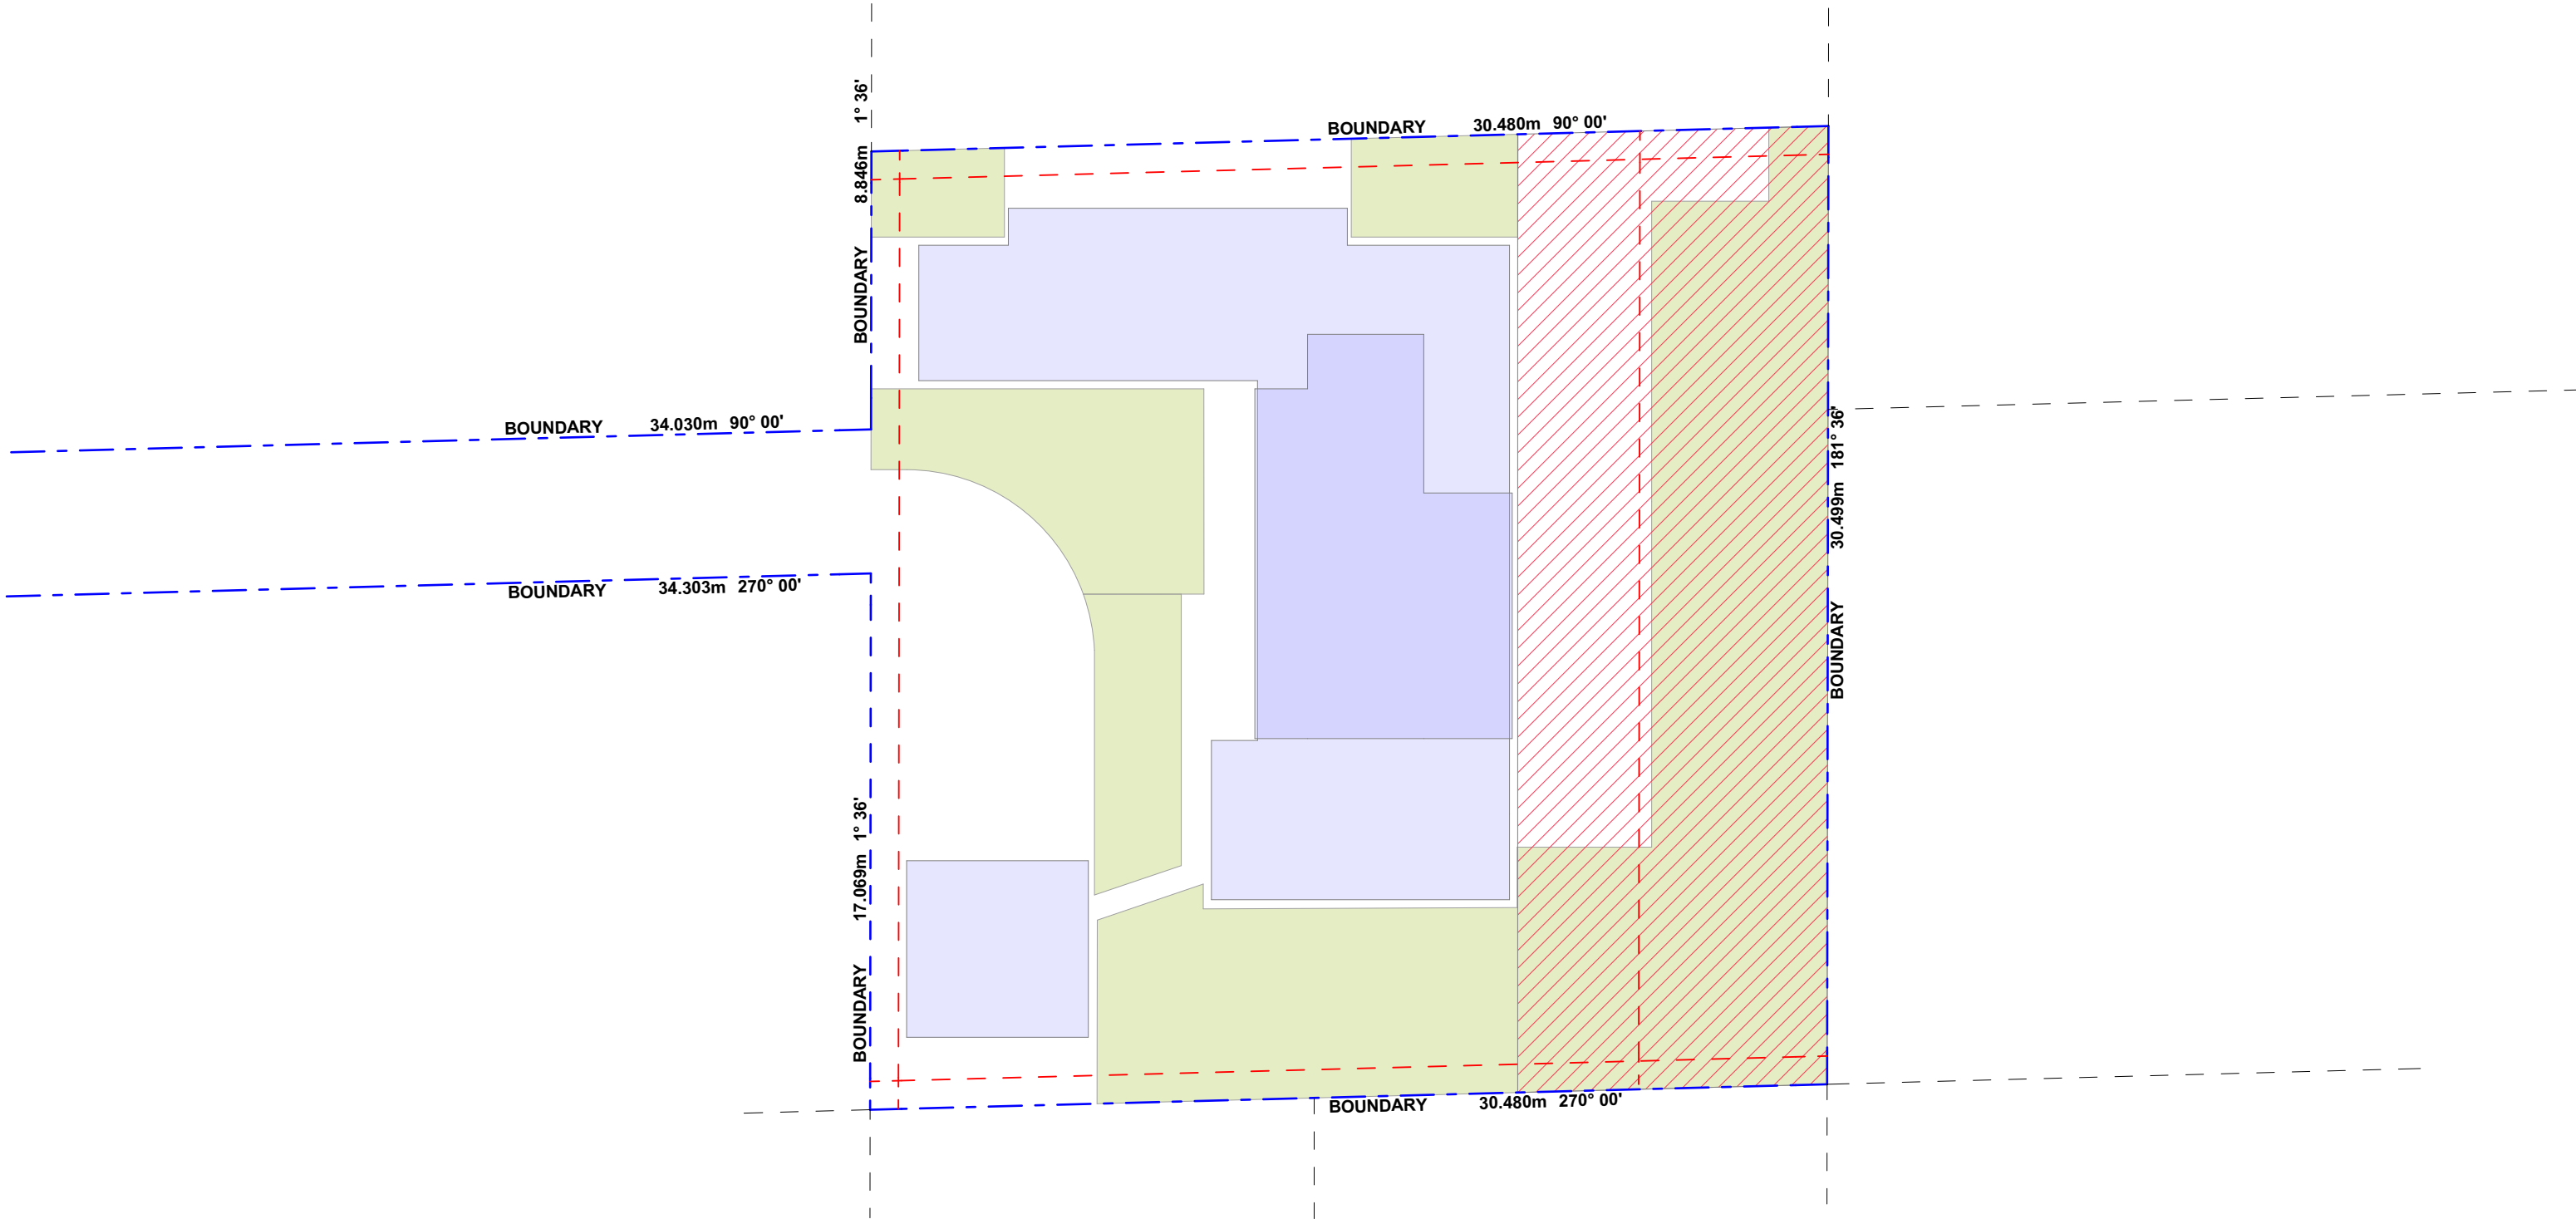 1° 36'
8.846m
BOUNDARY
BOUNDARY 30.480m 90° 00'
BOUNDARY 34.030m 90° 00'
BOUNDARY 34.303m 270° 00'
30.499m 181° 36'
BOUNDARY
17.069m 1° 36'
BOUNDARY
BOUNDARY 30.480m 270° 00'